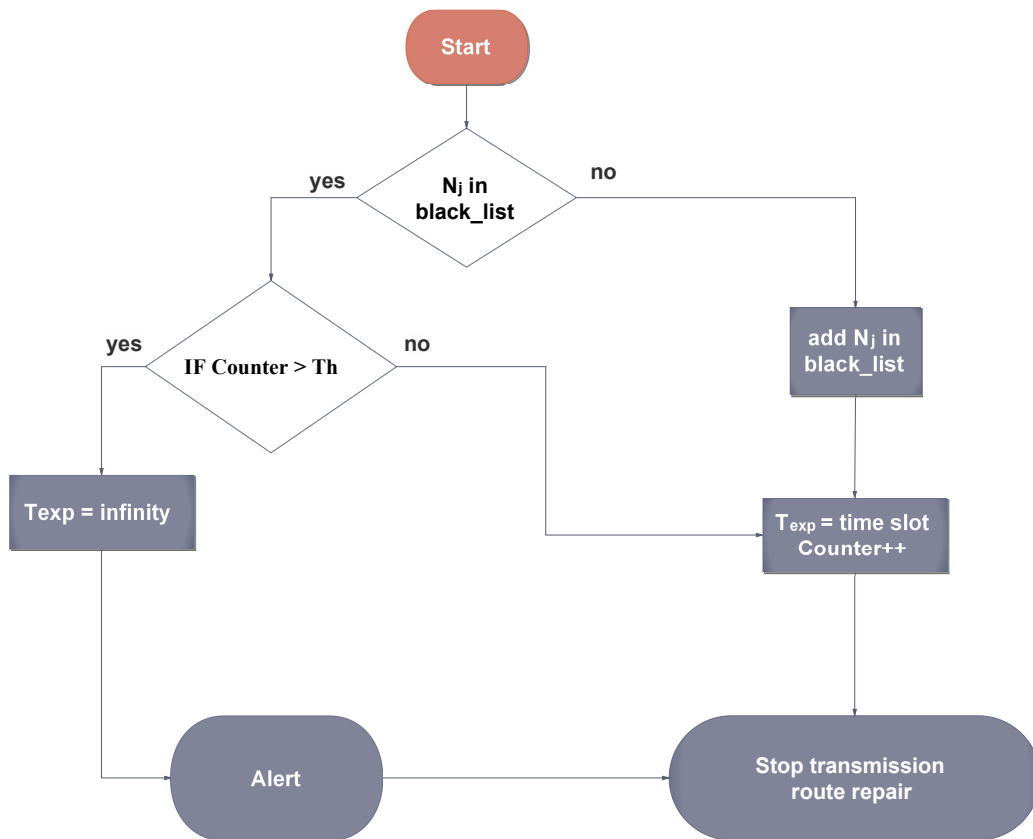 Start
yes
Nj in
black_list
no
yes
IF Counter > Th
no
add Nj in
black_list
Texp = infinity
Texp = time slot
Counter++
Alert
Stop transmission
route repair